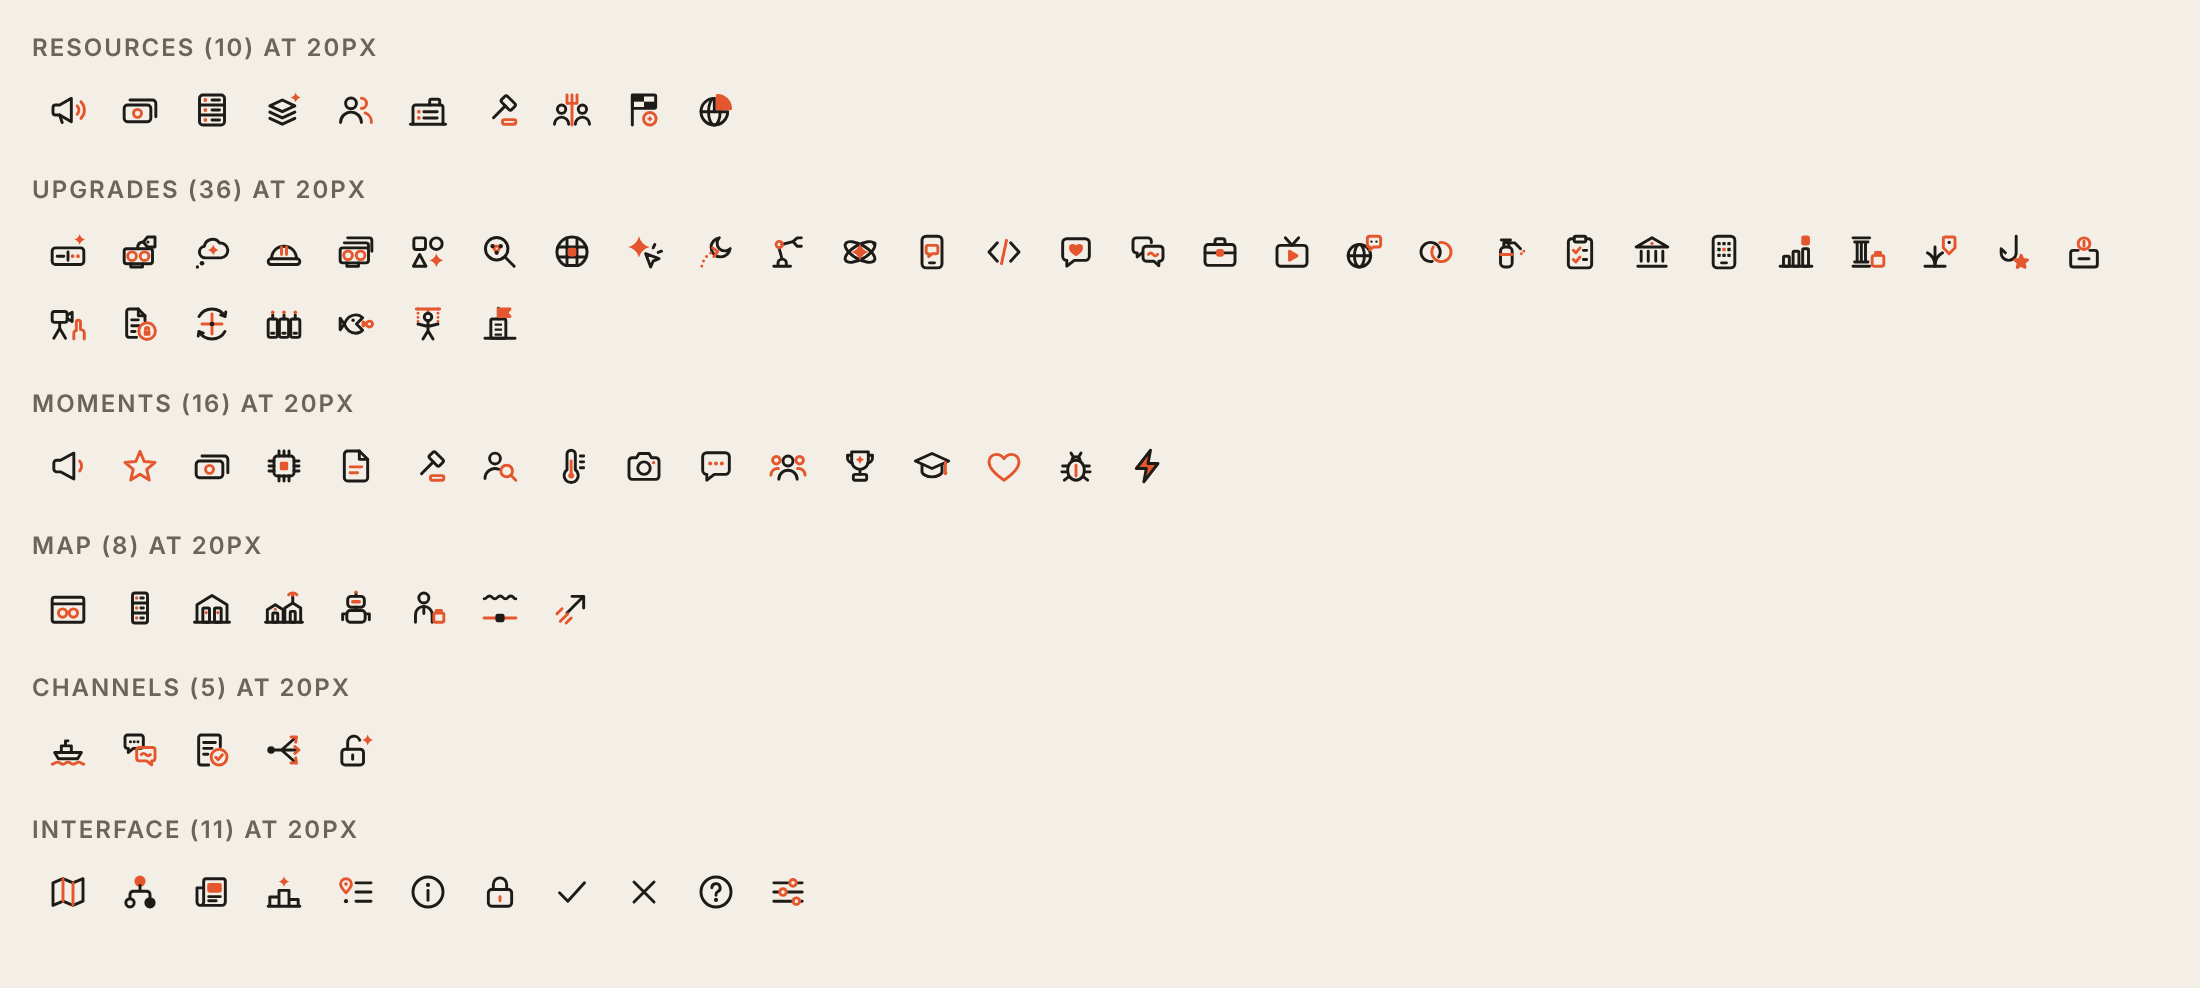 RESOURCES (10) AT 20PX
UPGRADES (36) AT 20PX
MOMENTS (16) AT 20PX
MAP (8) AT 20PX
CHANNELS (5) AT 20PX
INTERFACE (11) AT 20PX